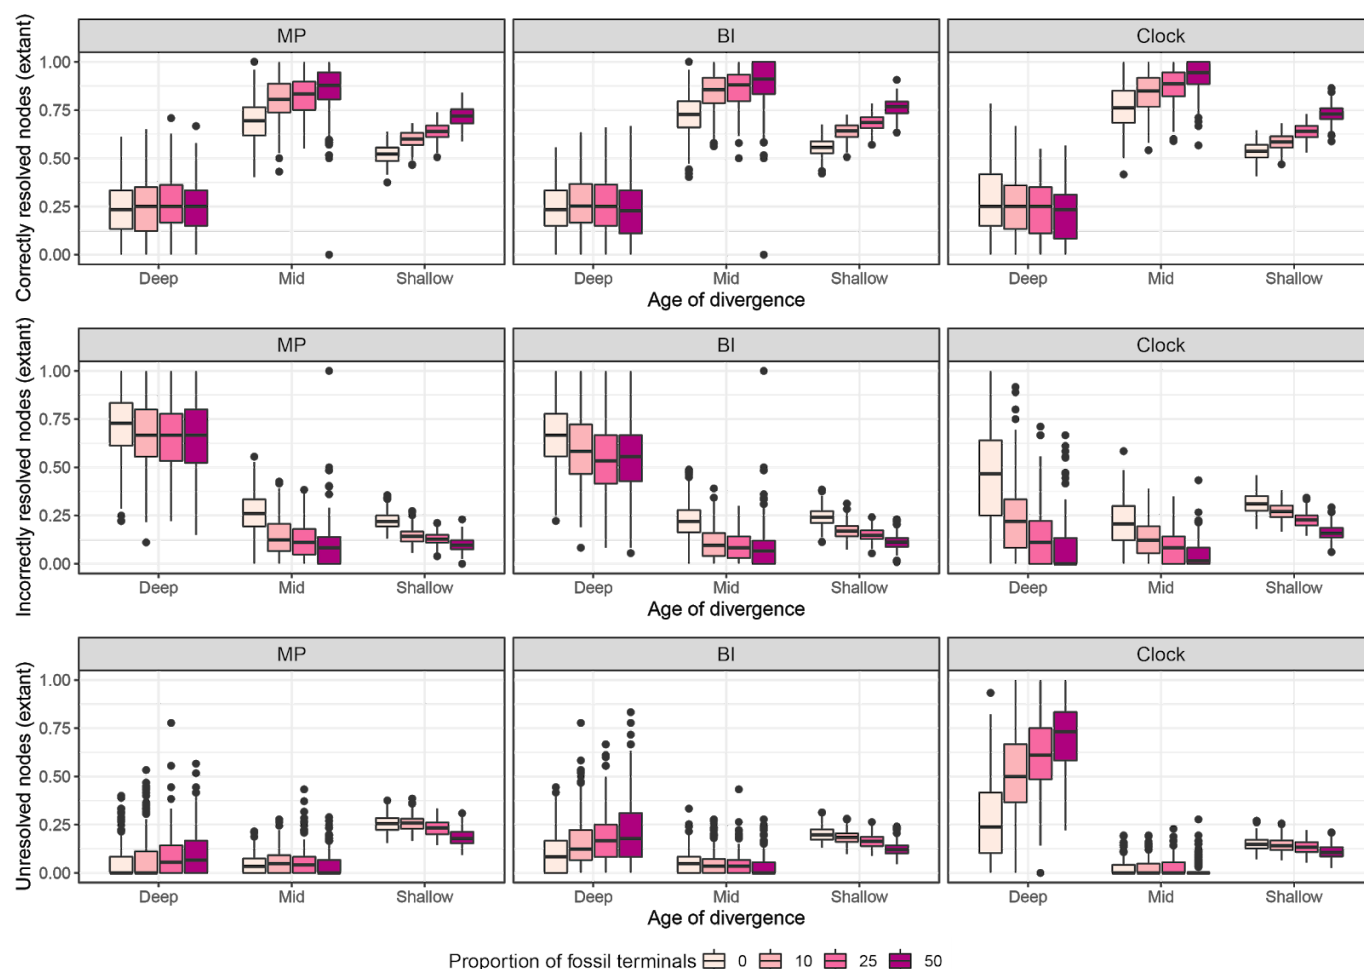 MP BI Clock
Correctly resolved nodes (extant)
1.00
0.75
0.50
0.25
0.00
Deep Mid Shallow Deep Mid Shallow Deep Mid Shallow
Age of divergence
MP BI Clock
Incorrectly resolved nodes (extant)
1.00
0.75
0.50
0.25
0.00
Deep Mid Shallow Deep Mid Shallow Deep Mid Shallow
Age of divergence
MP BI Clock
Unresolved nodes (extant)
1.00
0.75
0.50
0.25
0.00
Deep Mid Shallow Deep Mid Shallow Deep Mid Shallow
Age of divergence
Proportion of fossil terminals 0 10 25 50